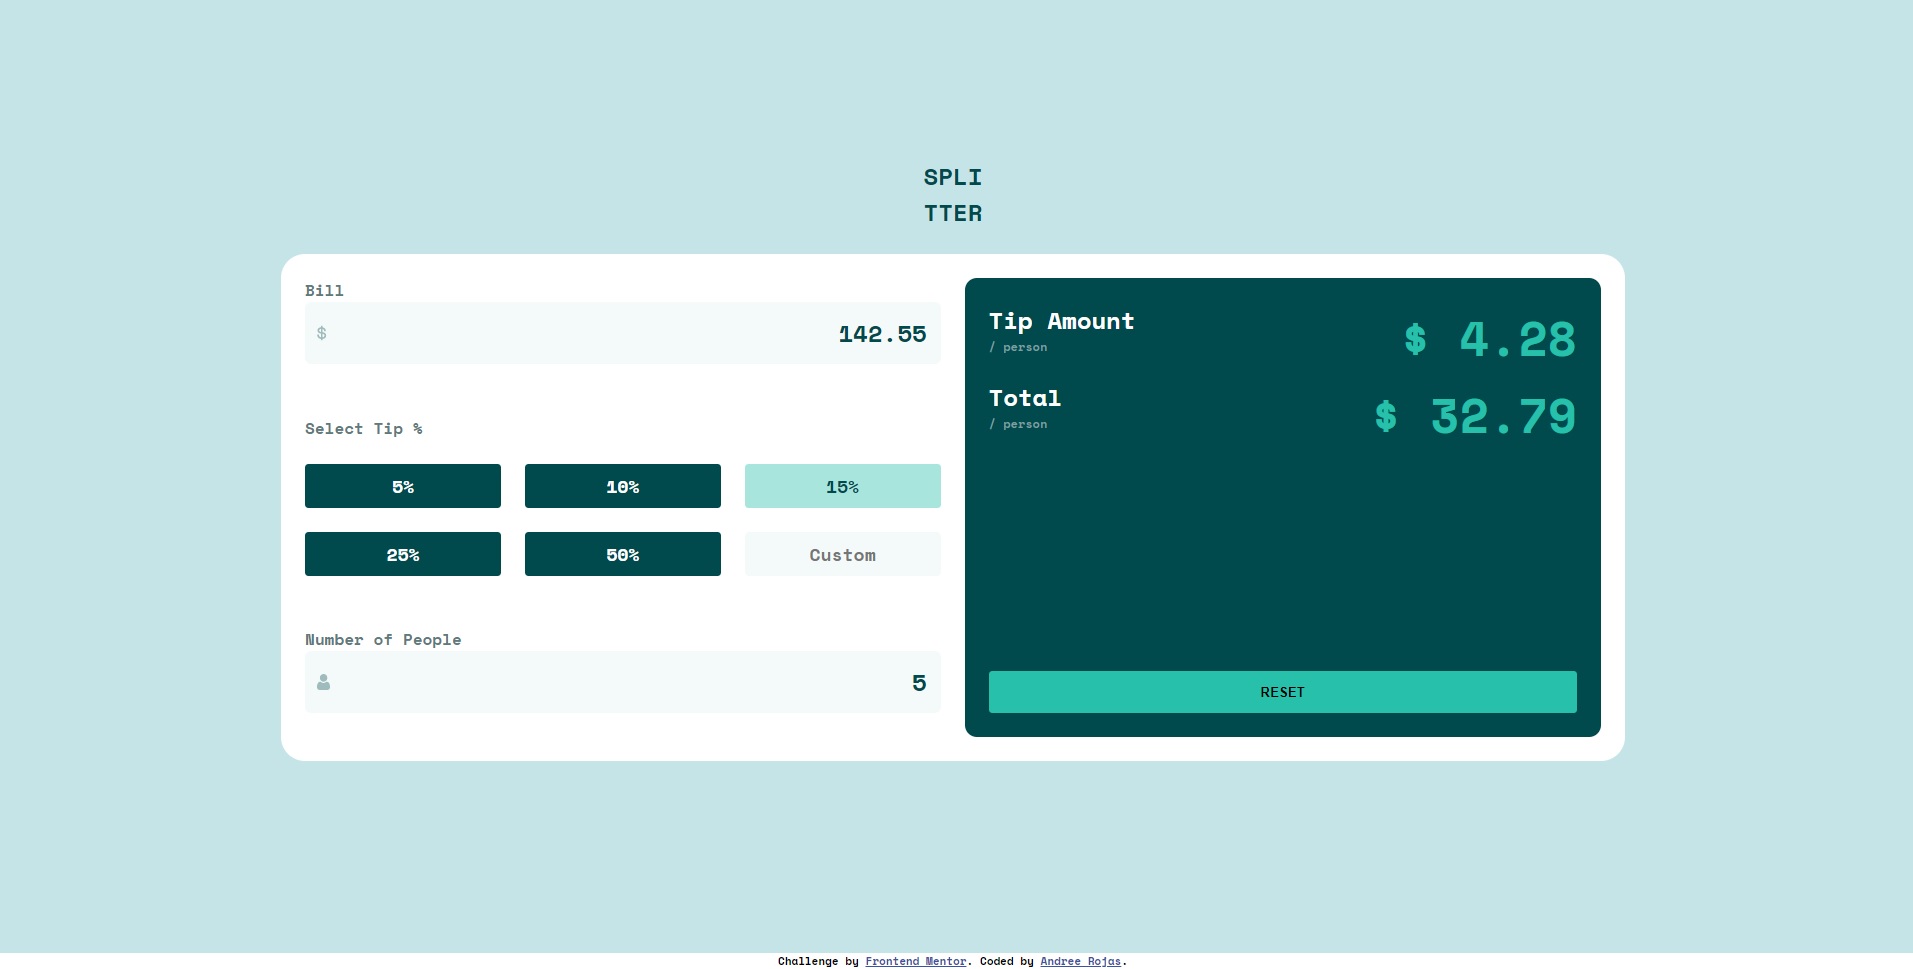 SPLI
TTER
Bill
$
142.55
Select Tip %
5%
10%
15%
25%
50%
Custom
Number of People
5
Tip Amount
/ person
$ 4.28
Total
/ person
$ 32.79
RESET
Challenge by Frontend Mentor. Coded by Andree Rojas.